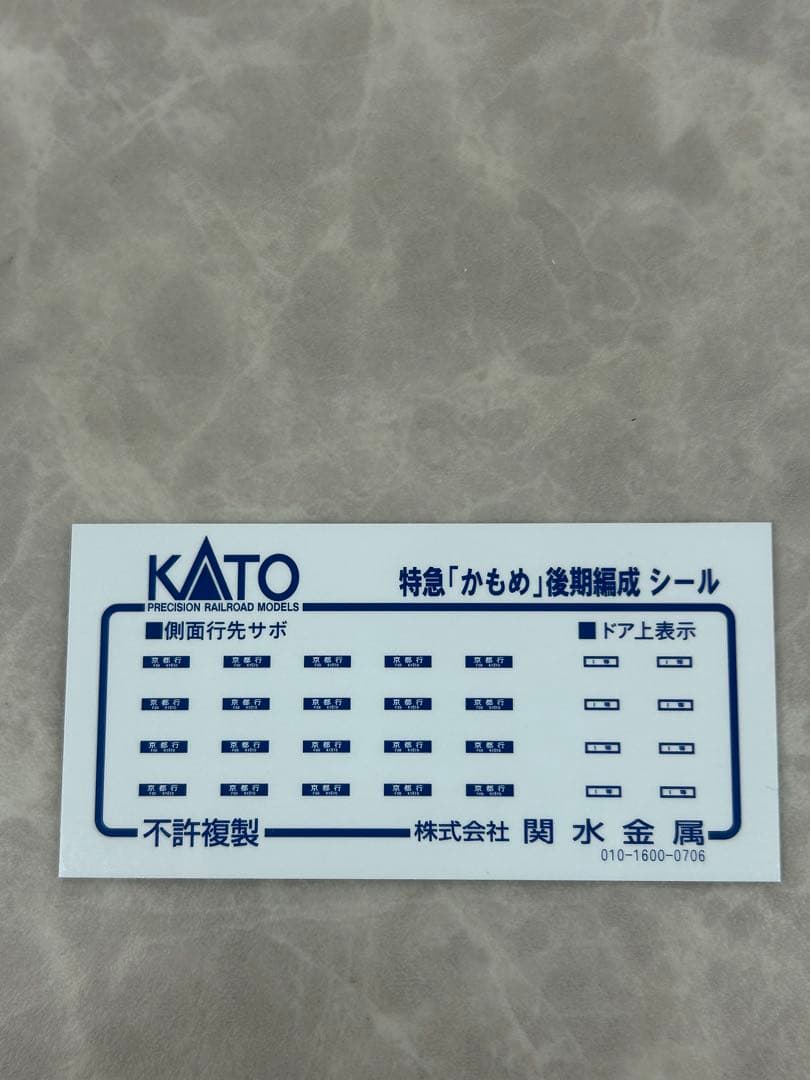 KATO
PRECISION RAILROAD MODELS
特急「かもめ」後期編成 シール
■側面行先サボ
■ドア上表示
京都行 京都行 京都行 京都行 京都行
京都行 京都行 京都行 京都行 京都行
京都行 京都行 京都行 京都行 京都行
京都行 京都行 京都行 京都行 京都行
不許複製
株式会社 関水金属
010-1600-0706